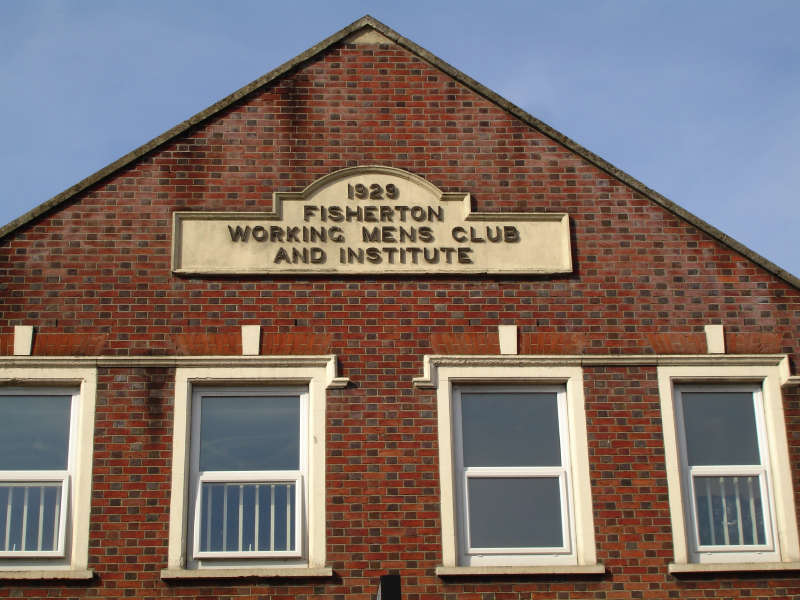 1929
FISHERTON
WORKING MENS CLUB
AND INSTITUTE